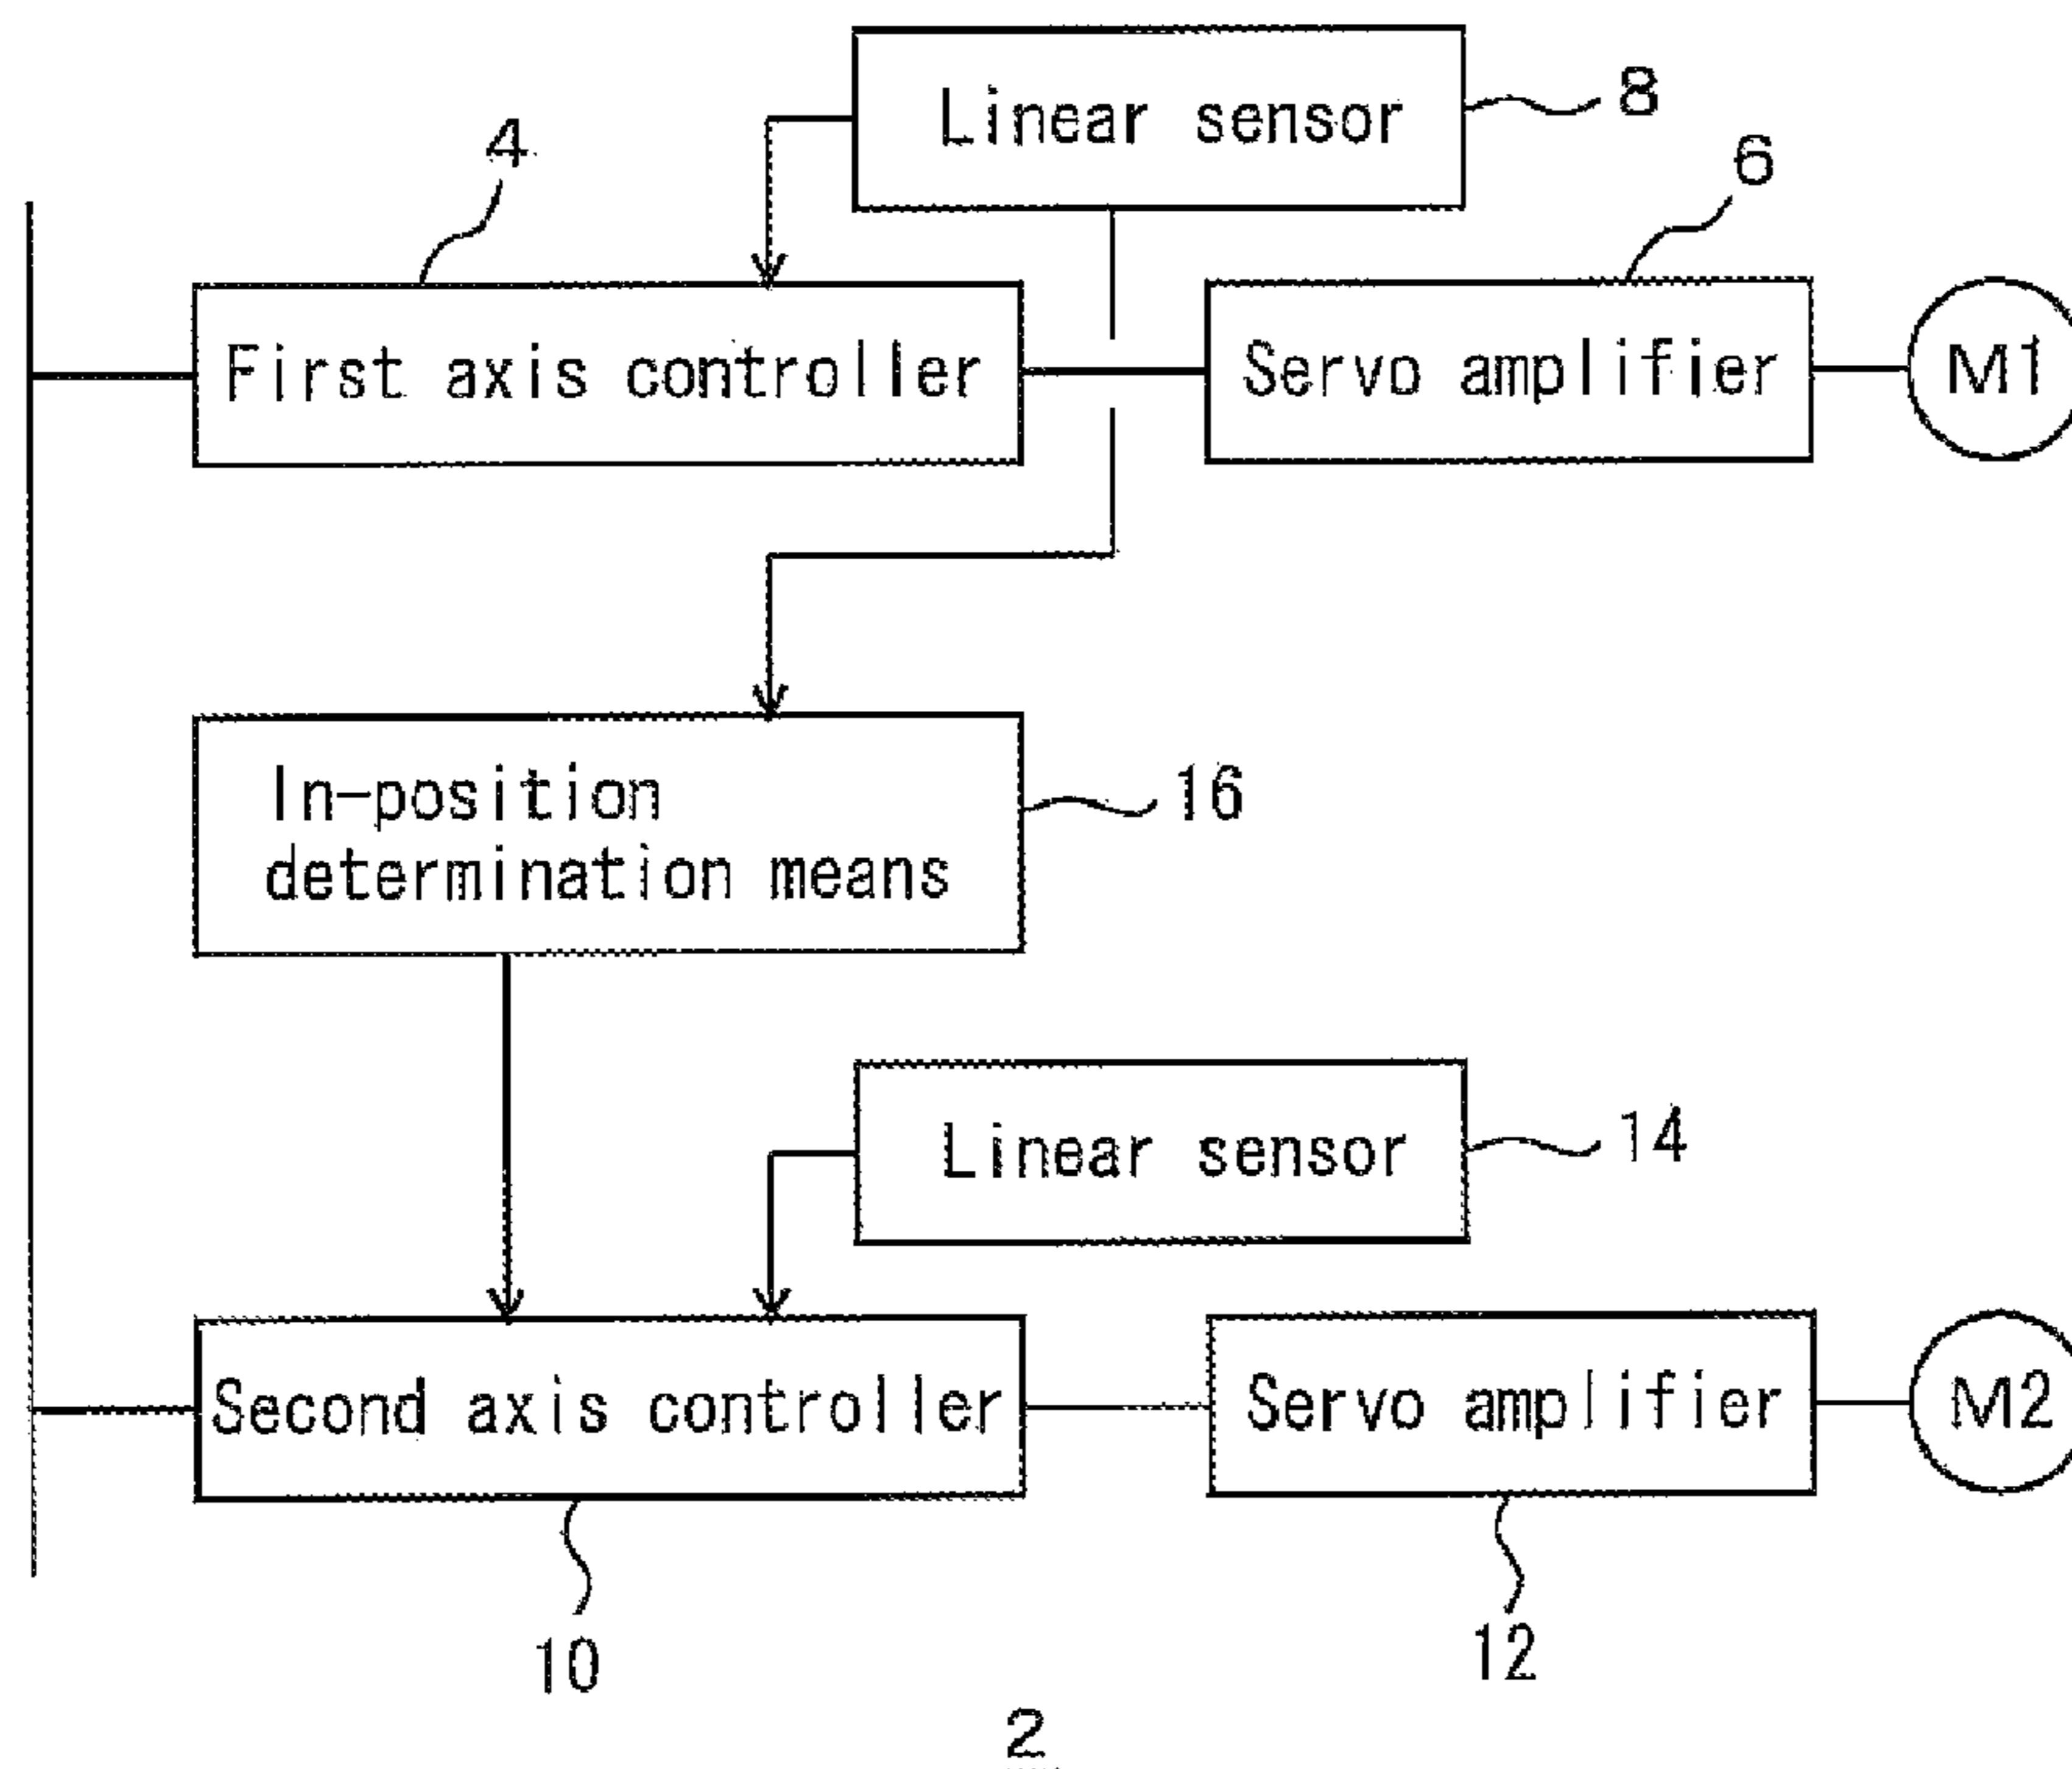 Linear sensor
8
4
6
First axis controller
Servo amplifier
M1
In-position
determination means
16
Linear sensor
14
Second axis controller
Servo amplifier
M2
10
12
2